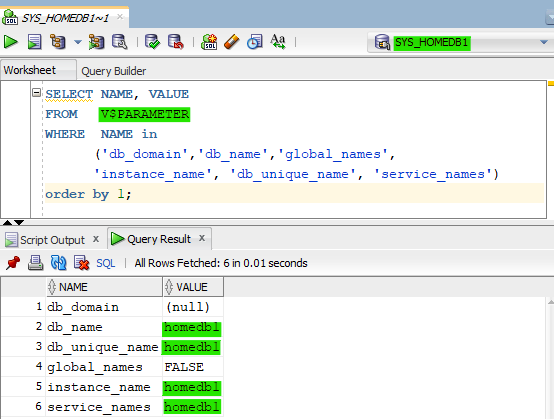 SYS_HOMEDB1~1
SQL
Aa
SYS_HOMEDB1
Worksheet Query Builder
SELECT NAME, VALUE
FROM V$PARAMETER
WHERE NAME in
('db_domain','db_name','global_names',
'instance_name', 'db_unique_name', 'service_names')
order by 1;
Script Output x Query Result x
SQL | All Rows Fetched: 6 in 0.01 seconds
NAME VALUE
1 db_domain (null)
2 db_name homedb1
3 db_unique_name homedb1
4 global_names FALSE
5 instance_name homedb1
6 service_names homedb1